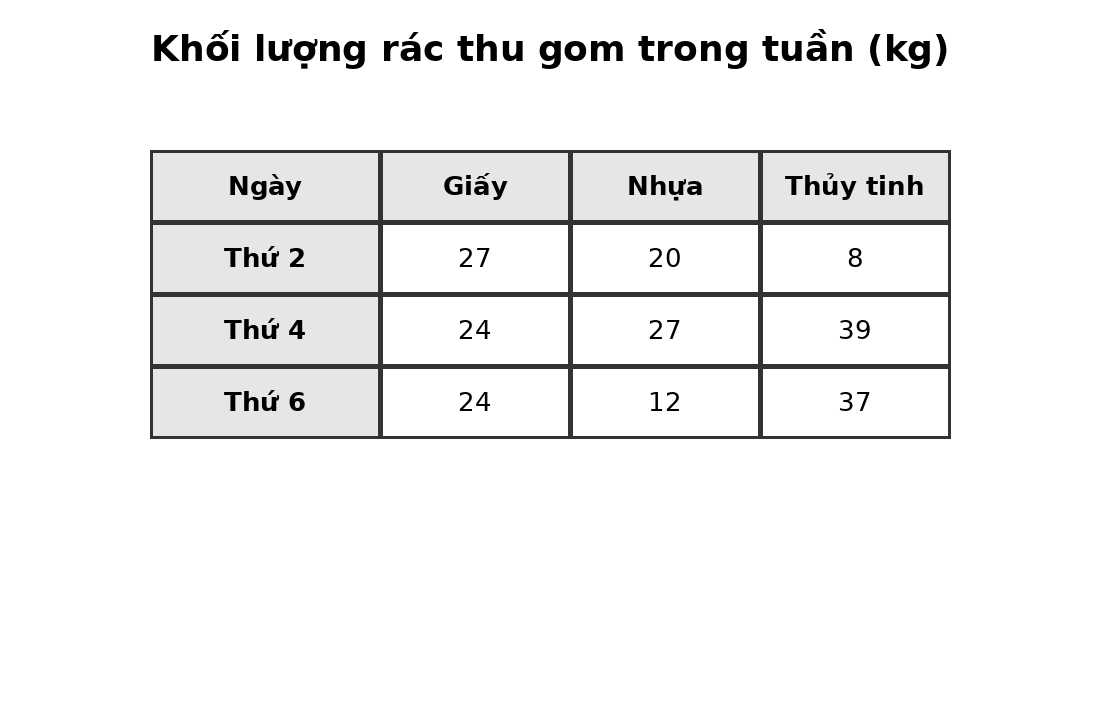 Khối lượng rác thu gom trong tuần (kg)
Ngày Giấy Nhựa Thủy tinh
Thứ 2 27 20 8
Thứ 4 24 27 39
Thứ 6 24 12 37